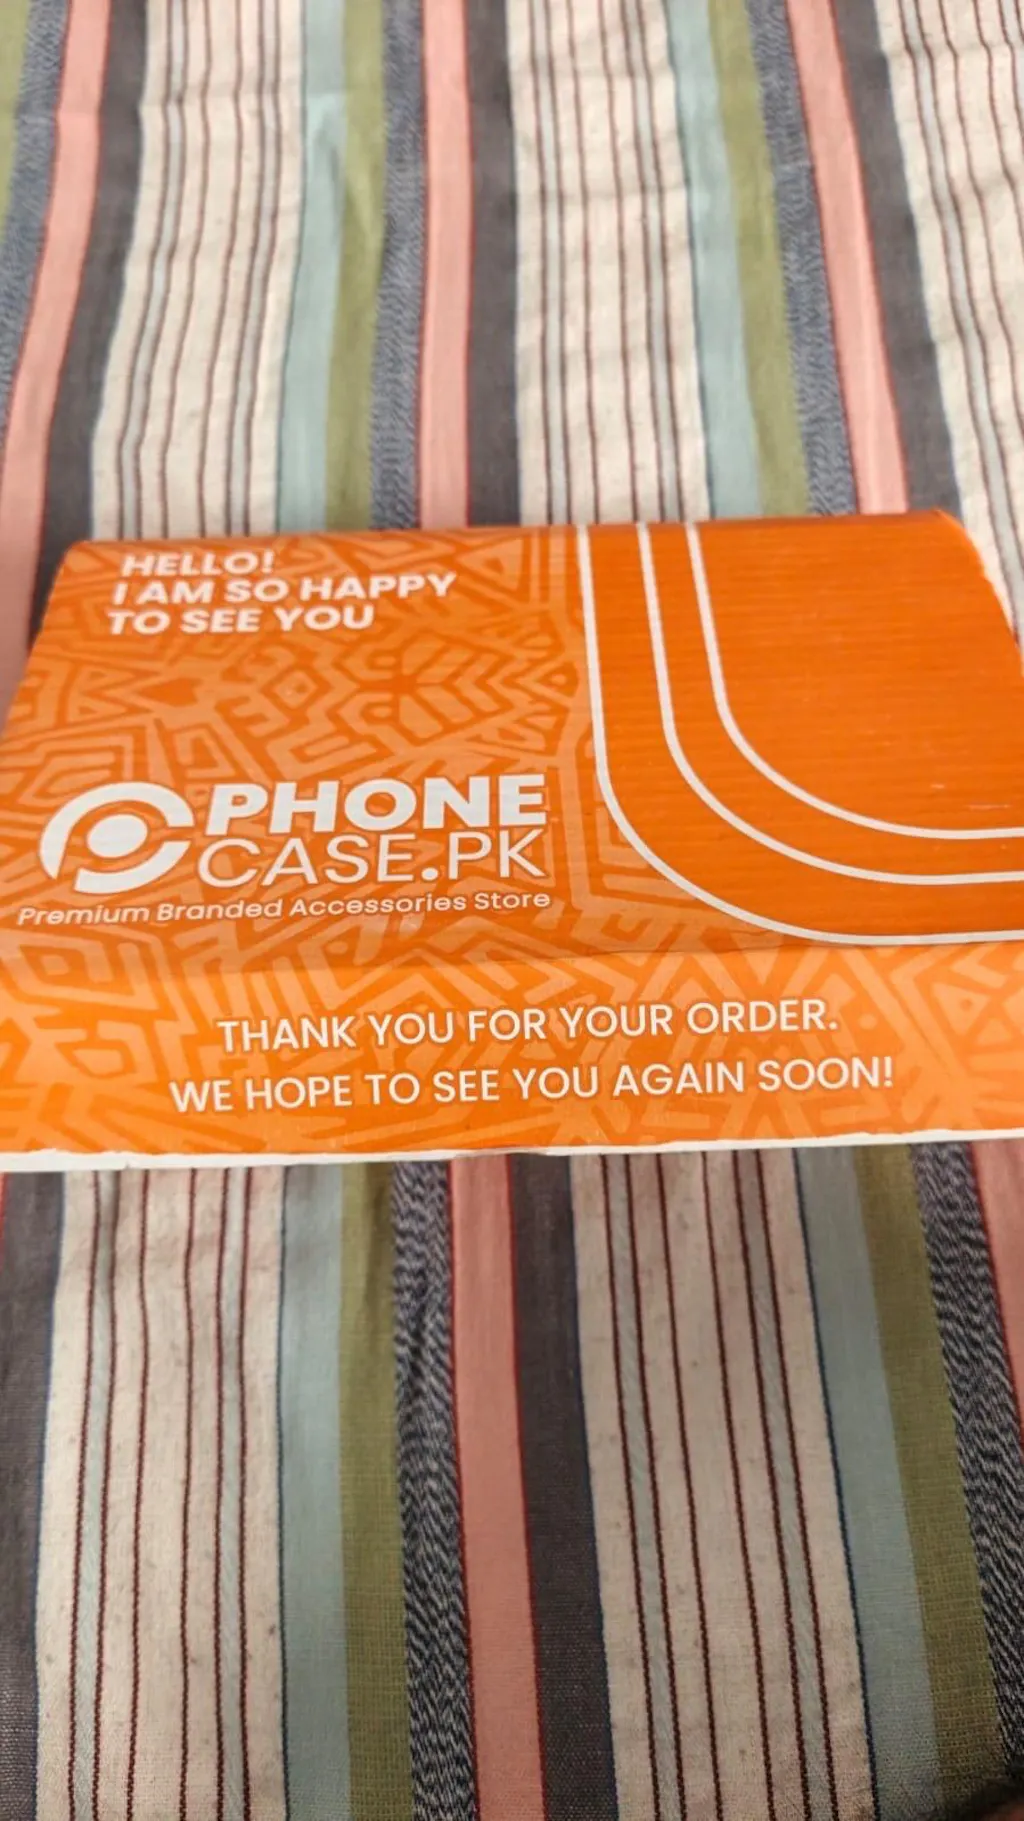 HELLO!
I AM SO HAPPY
TO SEE YOU
PHONE
CASE.PK
Premium Branded Accessories Store
THANK YOU FOR YOUR ORDER.
WE HOPE TO SEE YOU AGAIN SOON!